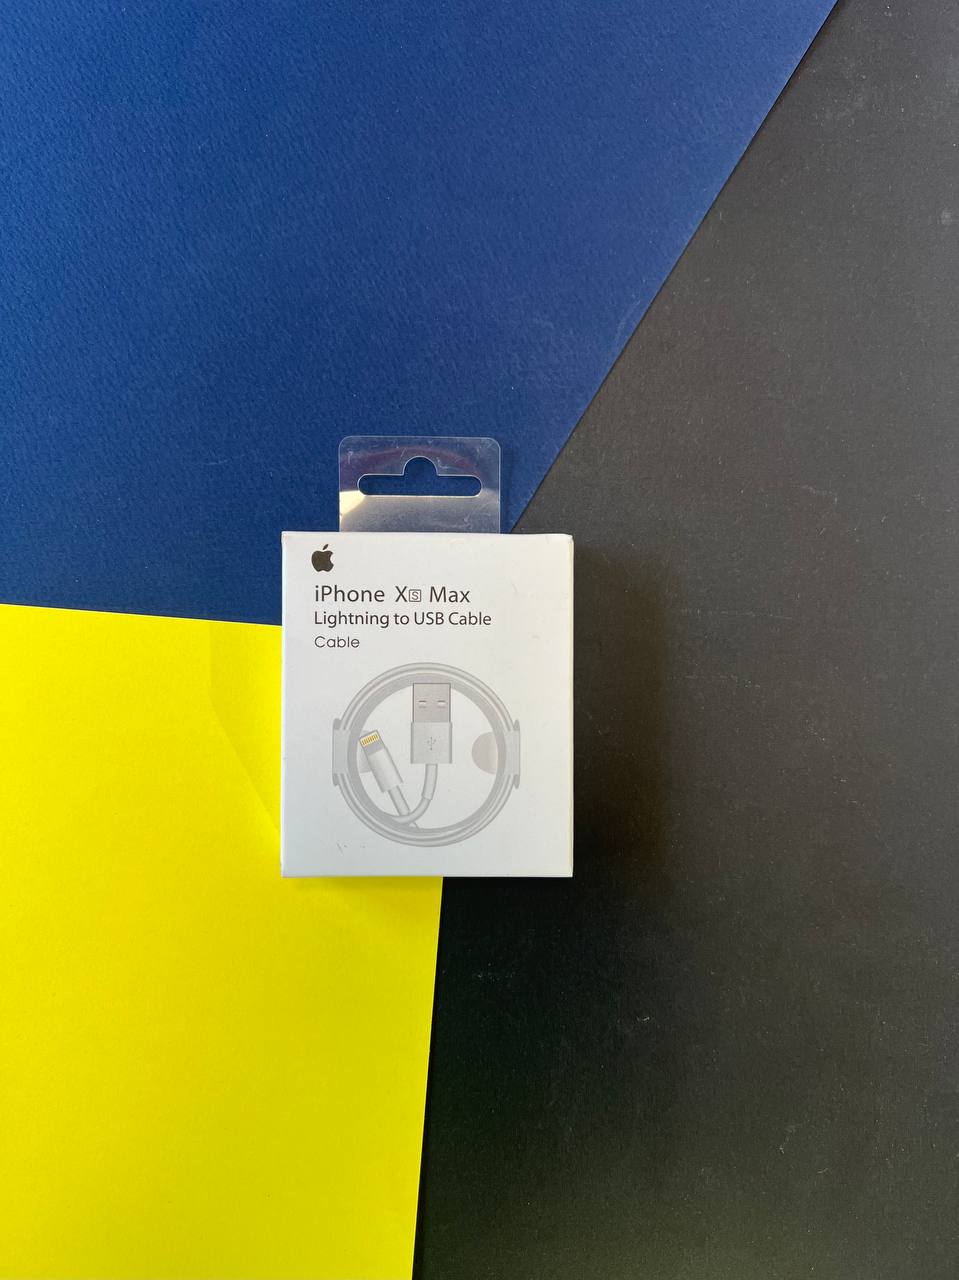 iPhone XS Max
Lightning to USB Cable
Cable